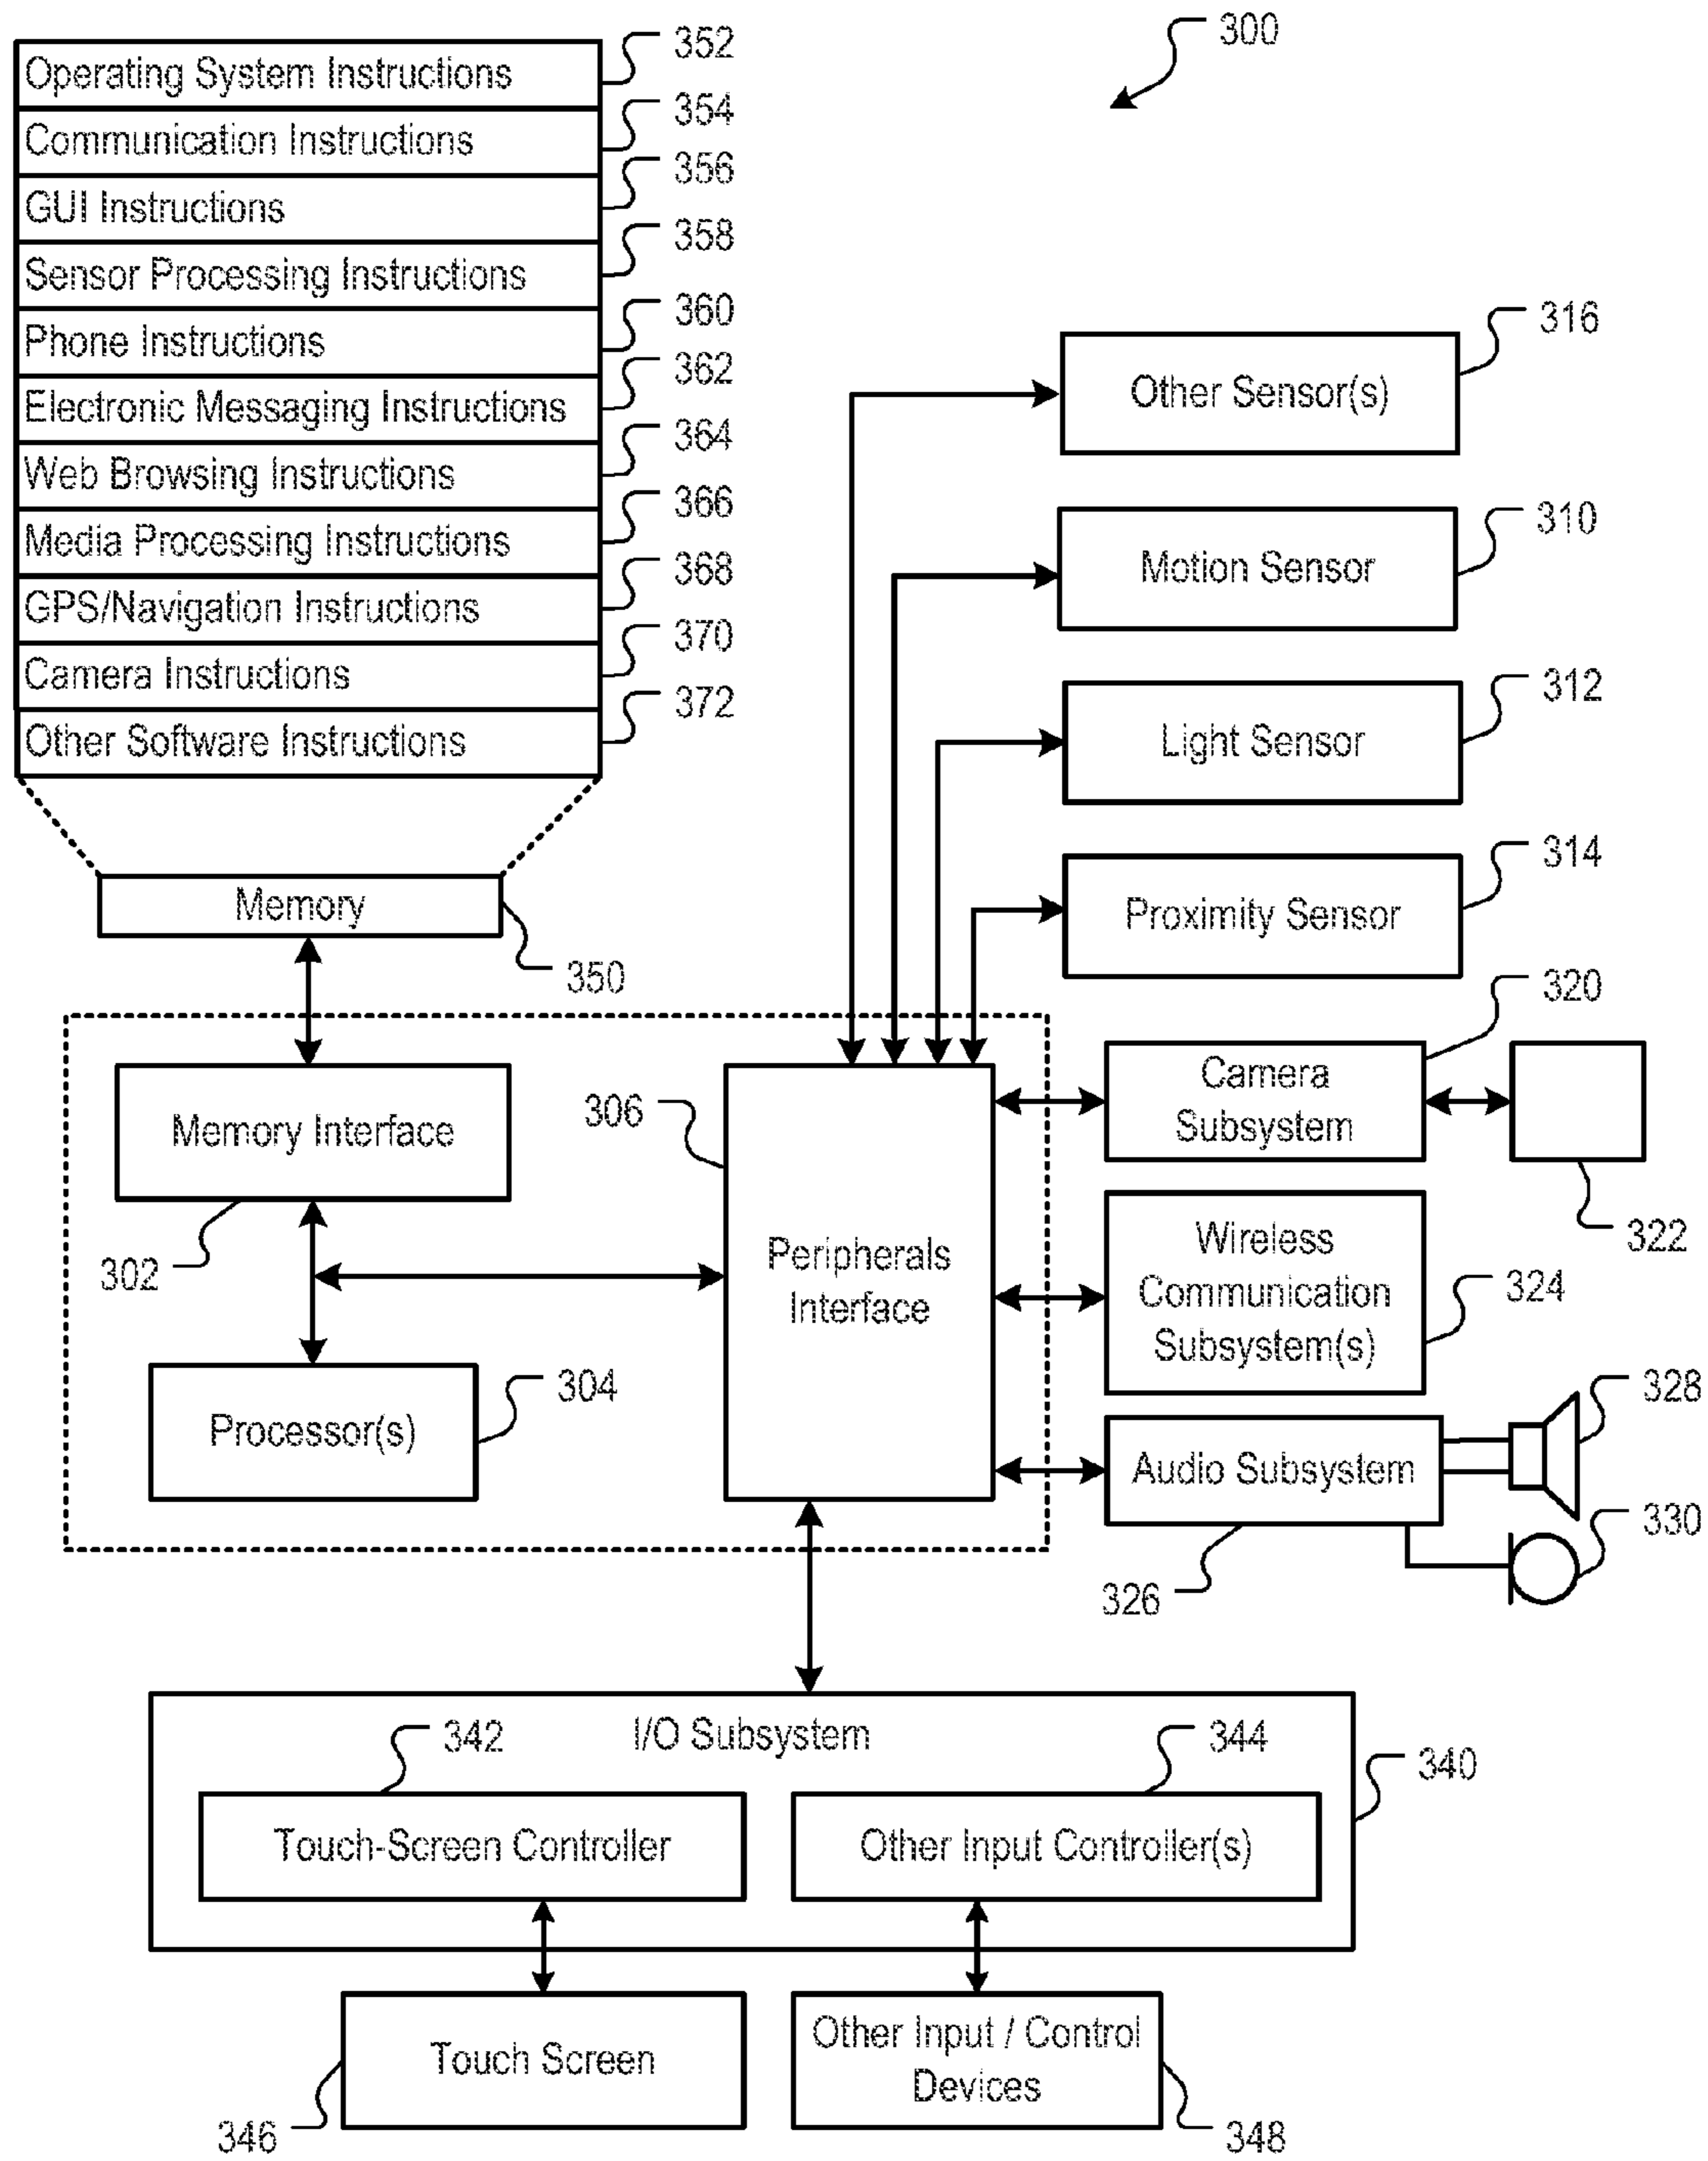 300
Operating System Instructions
352
Communication Instructions
354
GUI Instructions
356
Sensor Processing Instructions
358
Phone Instructions
360
Electronic Messaging Instructions
362
Web Browsing Instructions
364
Media Processing Instructions
366
GPS/Navigation Instructions
368
Camera Instructions
370
Other Software Instructions
372
Memory
350
Other Sensor(s)
316
Motion Sensor
310
Light Sensor
312
Proximity Sensor
314
Memory Interface
302
Processor(s)
304
306
Peripherals
Interface
Camera
Subsystem
320
322
Wireless
Communication
Subsystem(s)
324
Audio Subsystem
326
328
330
I/O Subsystem
340
342
Touch-Screen Controller
344
Other Input Controller(s)
Touch Screen
346
Other Input / Control
Devices
348